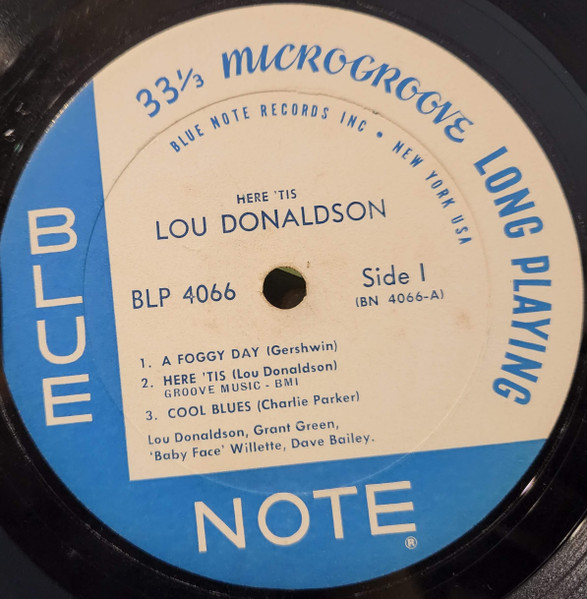 33⅓ MICROGROOVE LONG PLAYING
BLUE NOTE RECORDS INC • NEW YORK USA
HERE 'TIS
LOU DONALDSON
BLP 4066
Side 1
(BN 4066-A)
1. A FOGGY DAY (Gershwin)
2. HERE 'TIS (Lou Donaldson)
GROOVE MUSIC - BMI
3. COOL BLUES (Charlie Parker)
Lou Donaldson, Grant Green,
'Baby Face' Willette, Dave Bailey.
BLUE
NOTE®